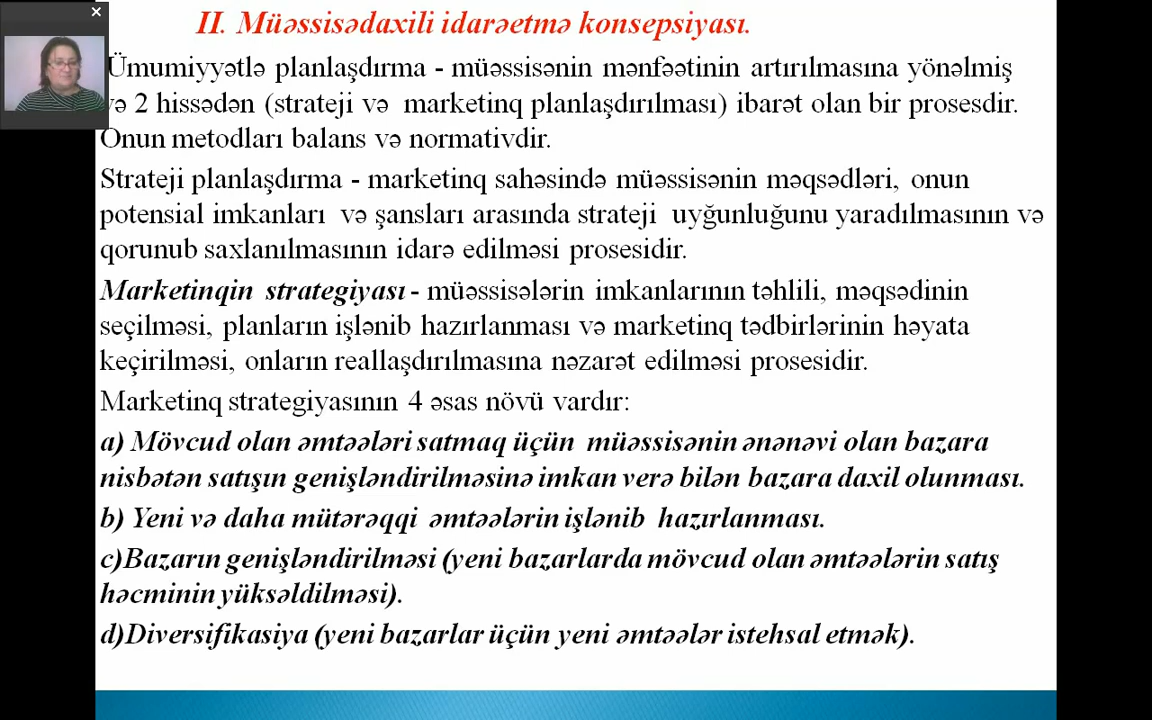 II. Müəssisədaxili idarəetmə konsepsiyası.
Ümumiyyətlə planlaşdırma - müəssisənin mənfəətinin artırılmasına yönəlmiş
və 2 hissədən (strateji və marketinq planlaşdırılması) ibarət olan bir prosesdir.
Onun metodları balans və normativdir.
Strateji planlaşdırma - marketinq sahəsində müəssisənin məqsədləri, onun
potensial imkanları və şansları arasında strateji uyğunluğunu yaradılmasının və
qorunub saxlanılmasının idarə edilməsi prosesidir.
Marketinqin strategiyası - müəssisələrin imkanlarının təhlili, məqsədinin
seçilməsi, planların işlənib hazırlanması və marketinq tədbirlərinin həyata
keçirilməsi, onların reallaşdırılmasına nəzarət edilməsi prosesidir.
Marketinq strategiyasının 4 əsas növü vardır:
a) Mövcud olan əmtəələri satmaq üçün müəssisənin ənənəvi olan bazara
nisbətən satışın genişləndirilməsinə imkan verə bilən bazara daxil olunması.
b) Yeni və daha mütərəqqi əmtəələrin işlənib hazırlanması.
c)Bazarın genişləndirilməsi (yeni bazarlarda mövcud olan əmtəələrin satış
həcminin yüksəldilməsi).
d)Diversifikasiya (yeni bazarlar üçün yeni əmtəələr istehsal etmək).